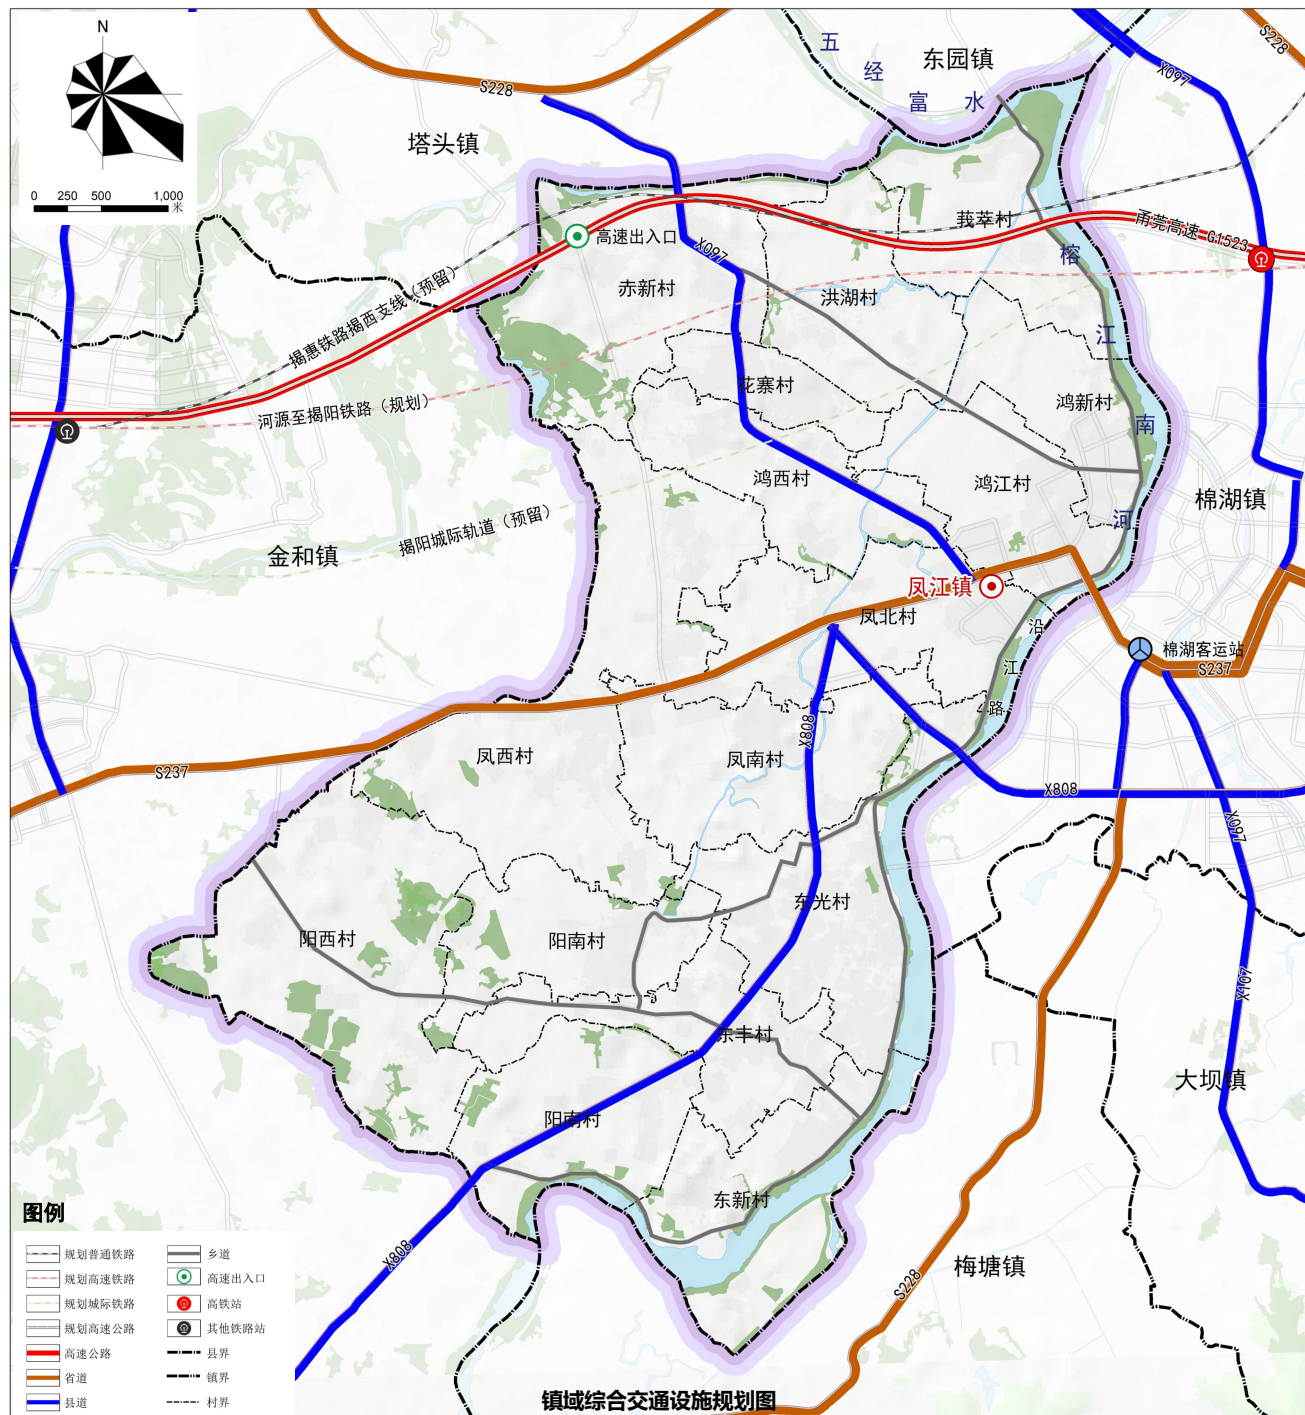 N
0 250 500 1,000
米
五
经
富
水
东园镇
S228
S228
X097
塔头镇
莪萃村
甬莞高速 G1523
高速出入口
X097
榕
赤新村
洪湖村
揭惠铁路揭西支线（预留）
江
花寨村
鸿新村
河源至揭阳铁路（规划）
南
鸿西村
鸿江村
棉湖镇
河
揭阳城际轨道（预留）
金和镇
凤江镇
凤北村
沿
江
路
棉湖客运站
S237
X808
凤西村
凤南村
S237
X808
X097
东光村
阳西村
阳南村
X107
东丰村
大坝镇
阳南村
东新村
X808
梅塘镇
S228
图例
规划普通铁路
规划高速铁路
规划城际铁路
规划高速公路
高速公路
省道
县道
乡道
高速出入口
高铁站
其他铁路站
县界
镇界
村界
镇域综合交通设施规划图